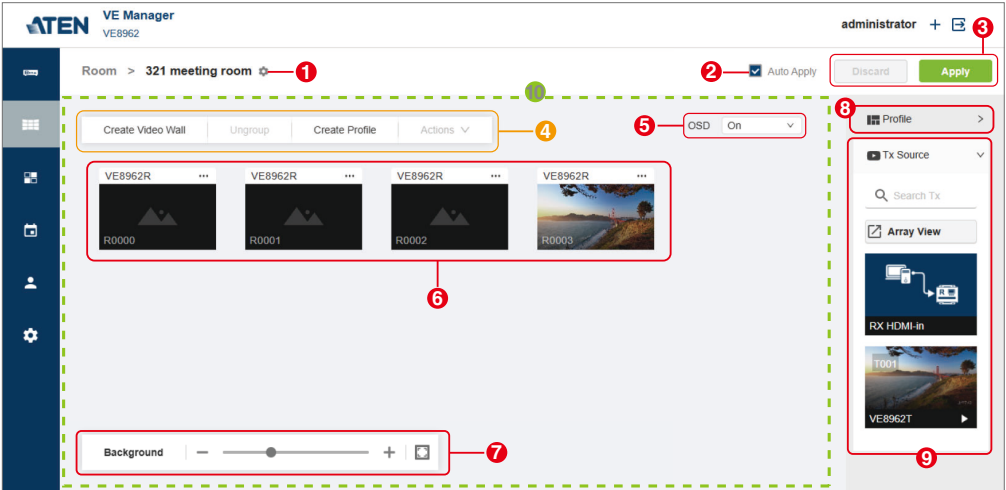 ATEN
VE Manager
VE8962
administrator
3
Room > 321 meeting room
1
2
Auto Apply
Discard
Apply
10
Create Video Wall
Ungroup
Create Profile
Actions
4
5
OSD
On
8
Profile
VE8962R ...
VE8962R ...
VE8962R ...
VE8962R ...
R0000
R0001
R0002
R0003
6
Tx Source
Search Tx
Array View
RX HDMI-in
T001
VE8962T
Background
7
9